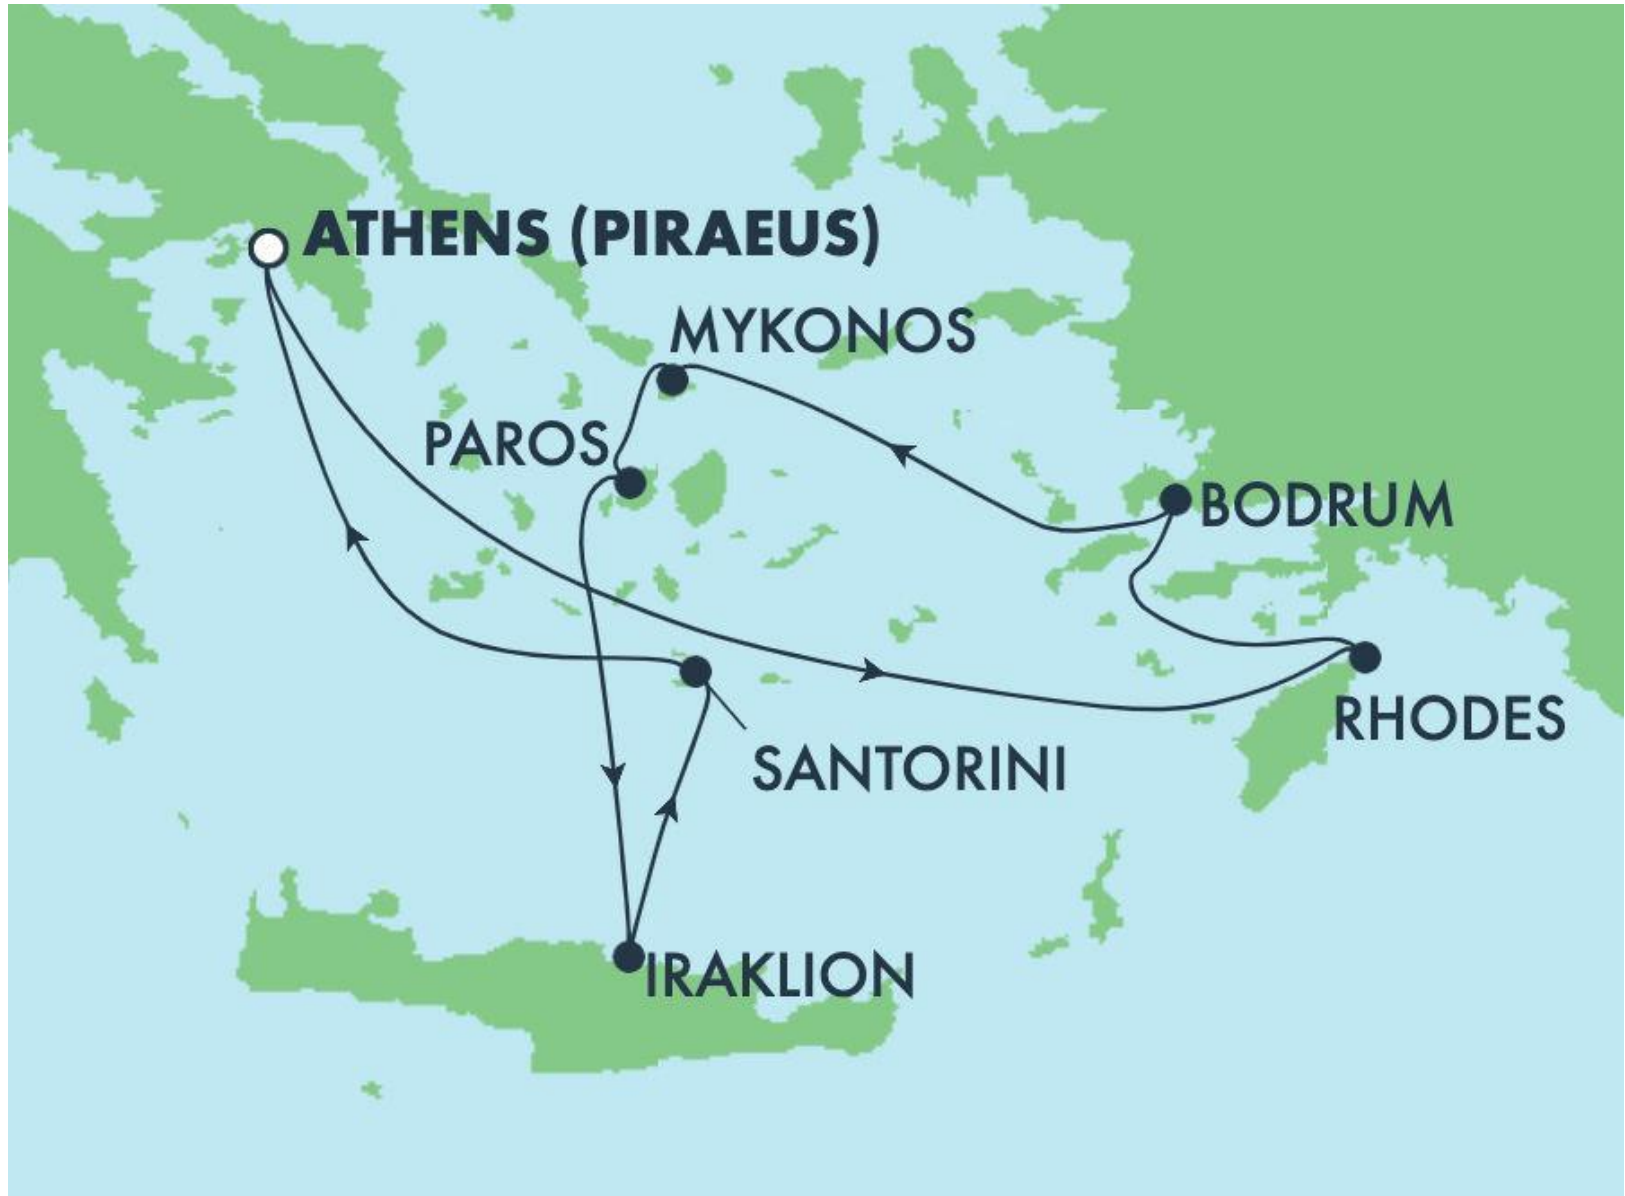 ATHENS (PIRAEUS)
MYKONOS
PAROS
BODRUM
RHODES
SANTORINI
IRAKLION